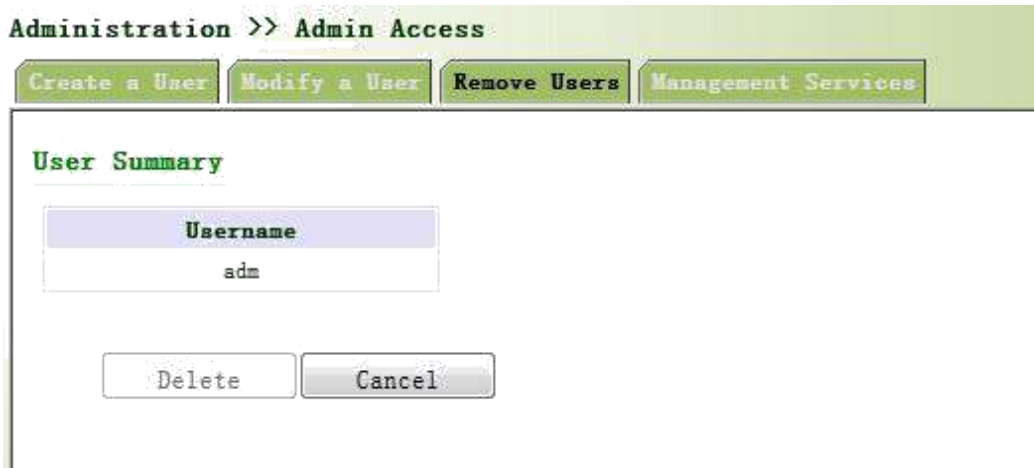 Administration >> Admin Access
Create a User Modify a User Remove Users Management Services
User Summary
Username
adm
Delete Cancel